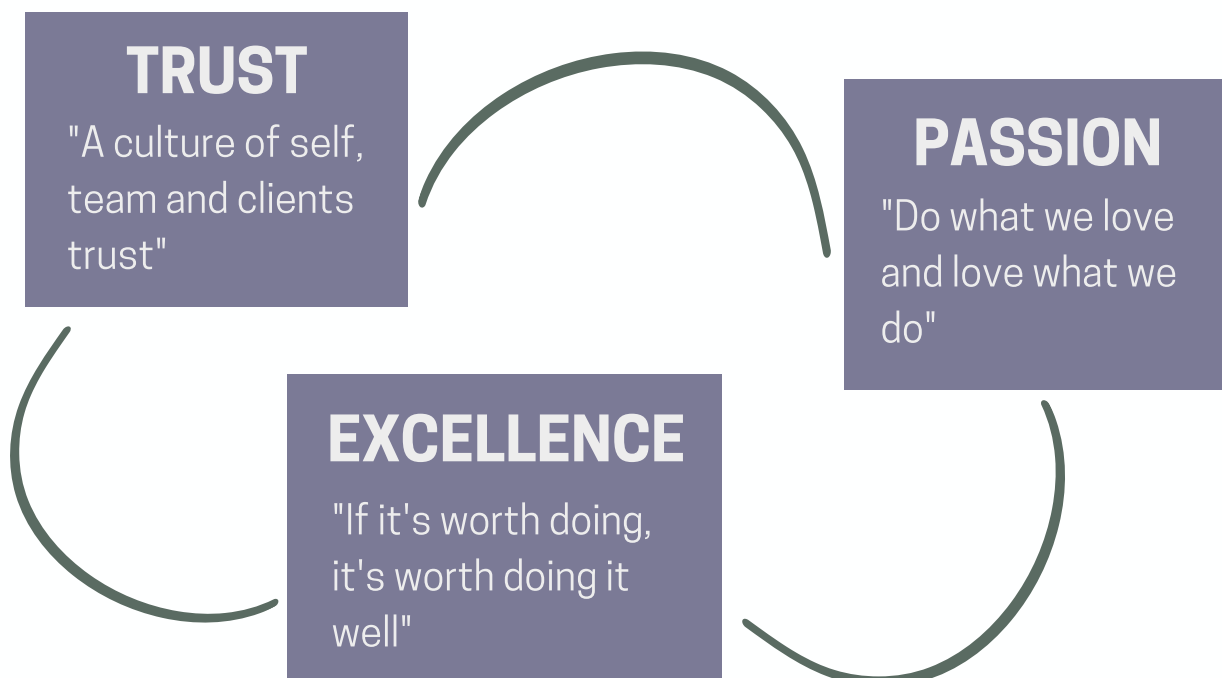 TRUST
"A culture of self,
team and clients
trust"
PASSION
"Do what we love
and love what we
do"
EXCELLENCE
"If it's worth doing,
it's worth doing it
well"